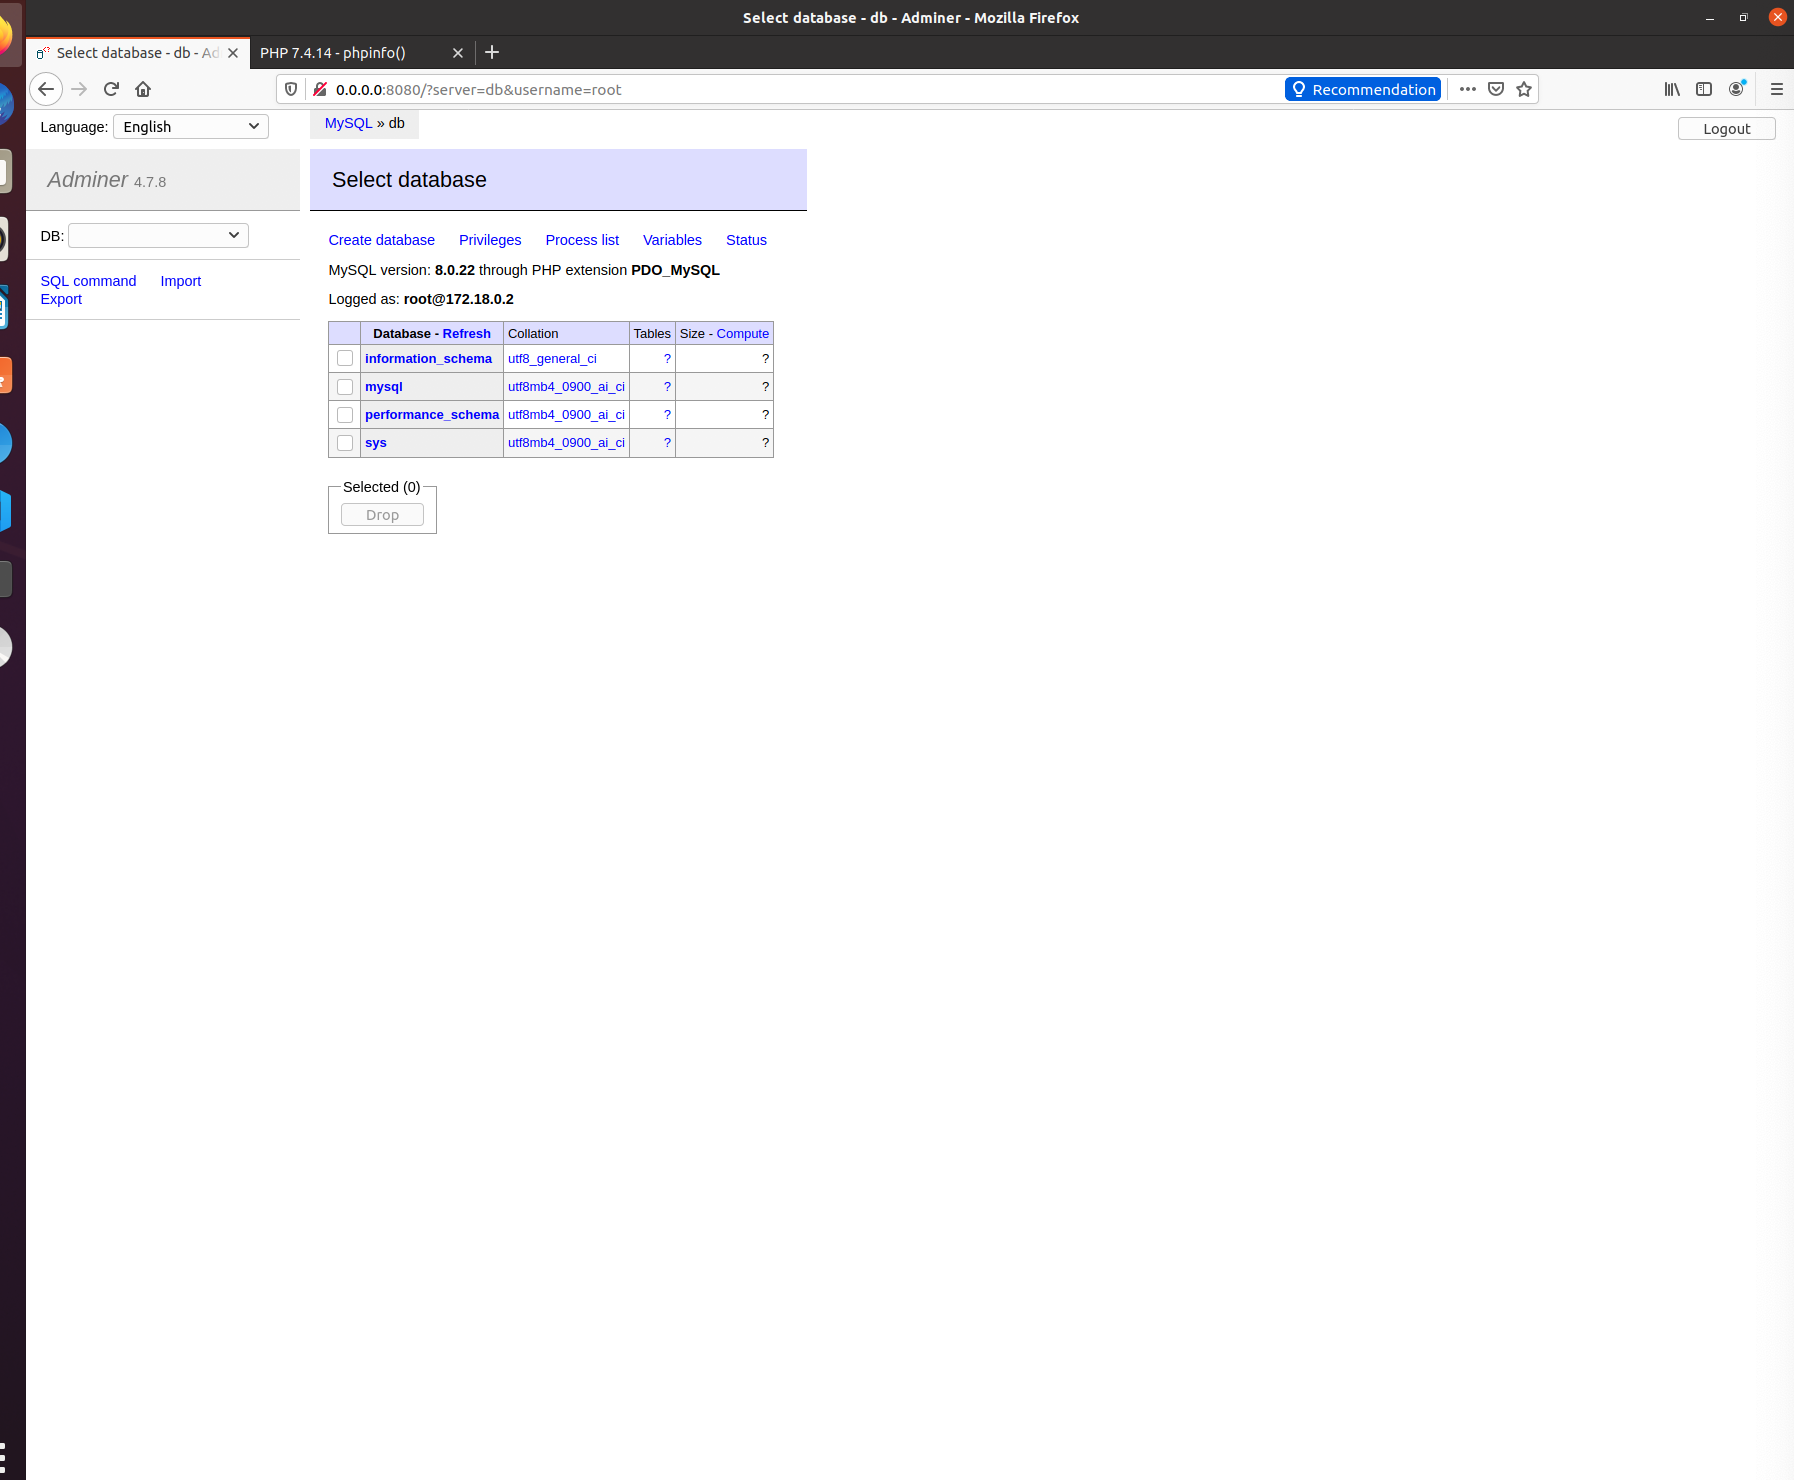 Select database - db - Adminer - Mozilla Firefox
Select database - db - Ad
PHP 7.4.14 - phpinfo()
0.0.0.0:8080/?server=db&username=root
Recommendation
Language: English
MySQL » db
Logout
Adminer 4.7.8
Select database
DB:
Create database Privileges Process list Variables Status
MySQL version: 8.0.22 through PHP extension PDO_MySQL
SQL command Import
Export
Logged as: root@172.18.0.2
Database - Refresh Collation Tables Size - Compute
information_schema utf8_general_ci ? ?
mysql utf8mb4_0900_ai_ci ? ?
performance_schema utf8mb4_0900_ai_ci ? ?
sys utf8mb4_0900_ai_ci ? ?
Selected (0)
Drop